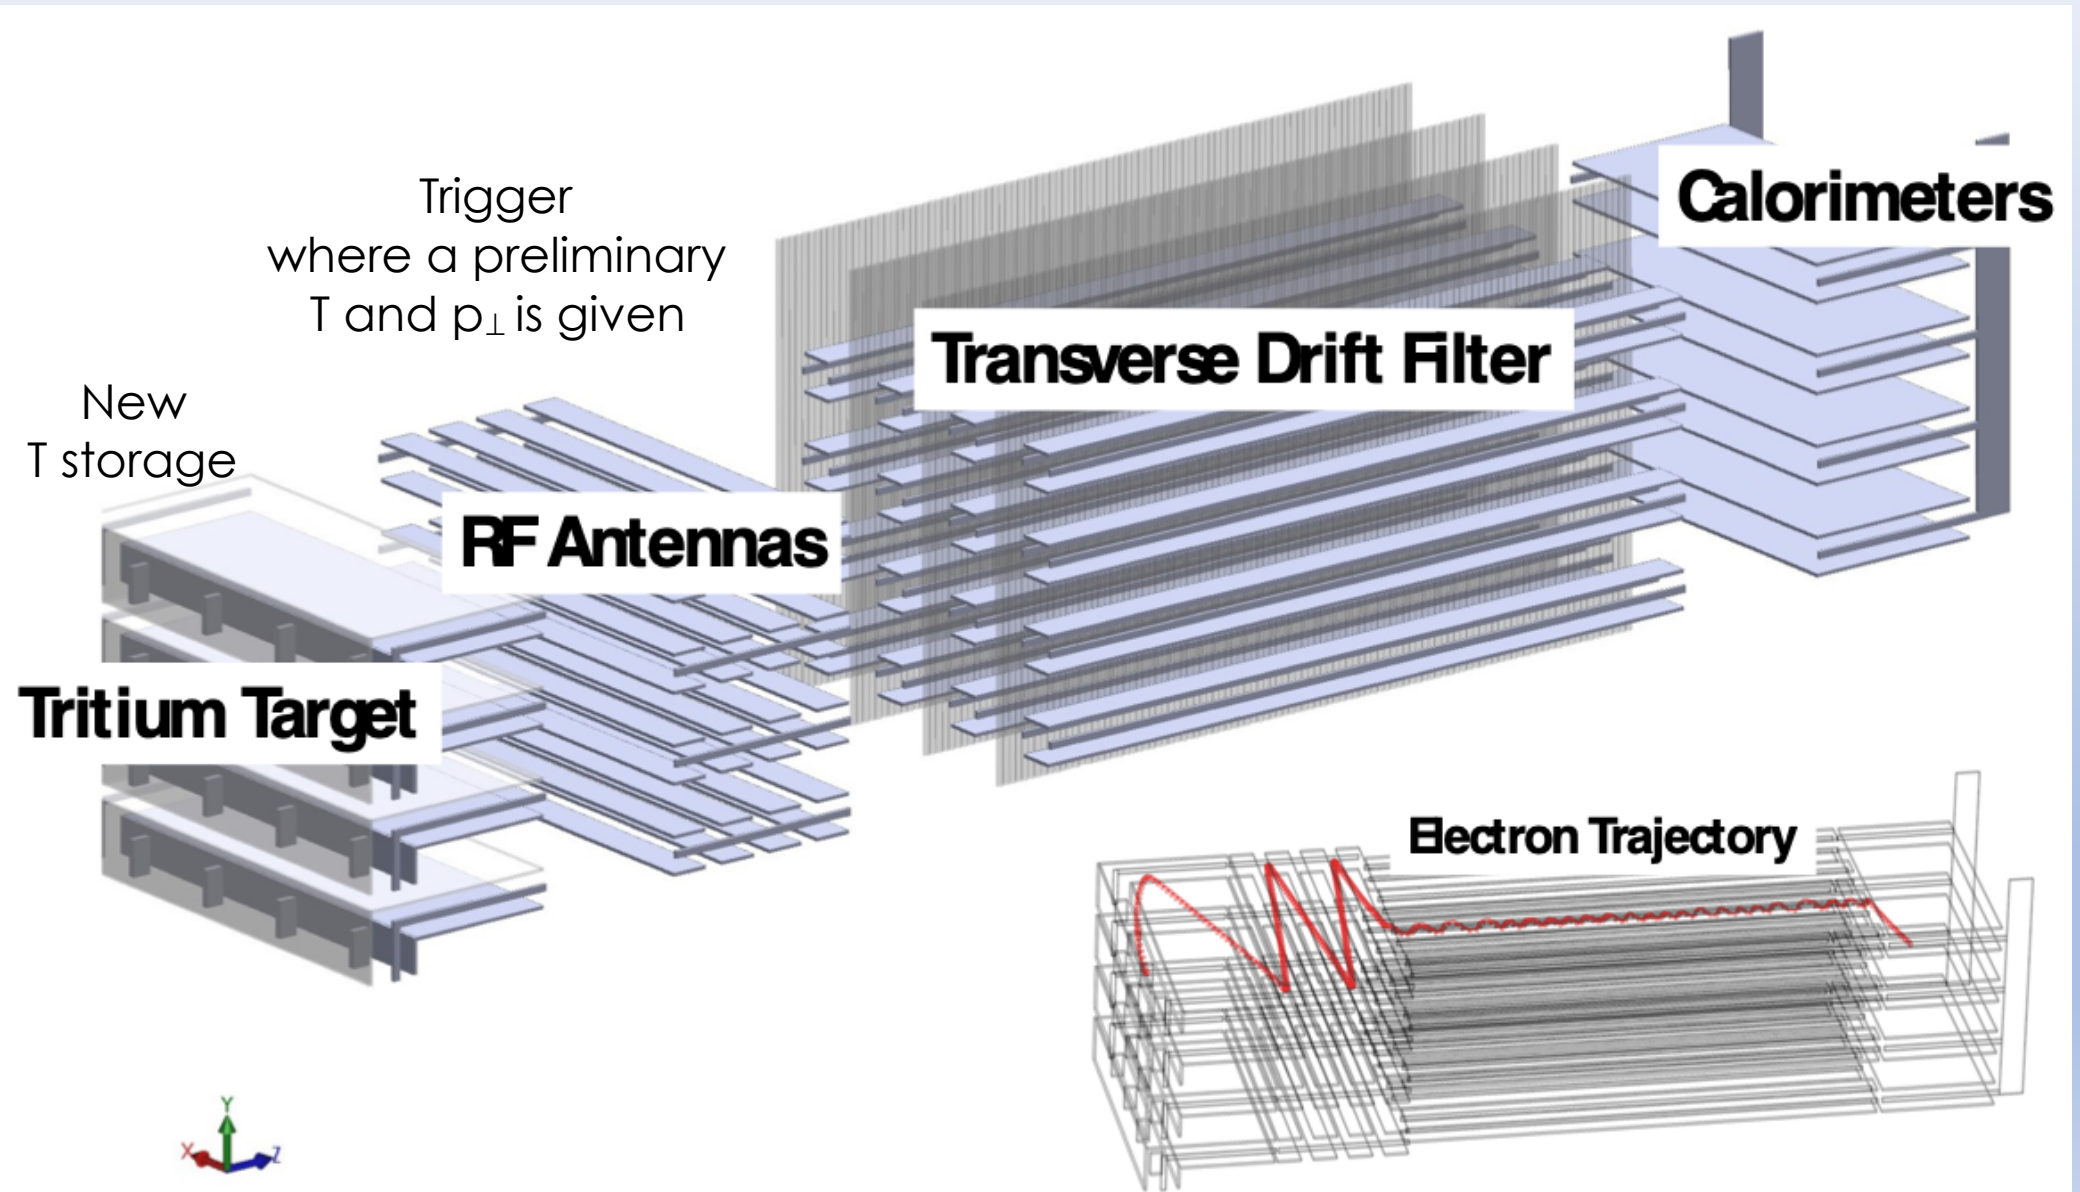 Trigger
where a preliminary
T and p⊥ is given
New
T storage
Calorimeters
Transverse Drift Filter
RF Antennas
Tritium Target
Electron Trajectory
Y
X
Z